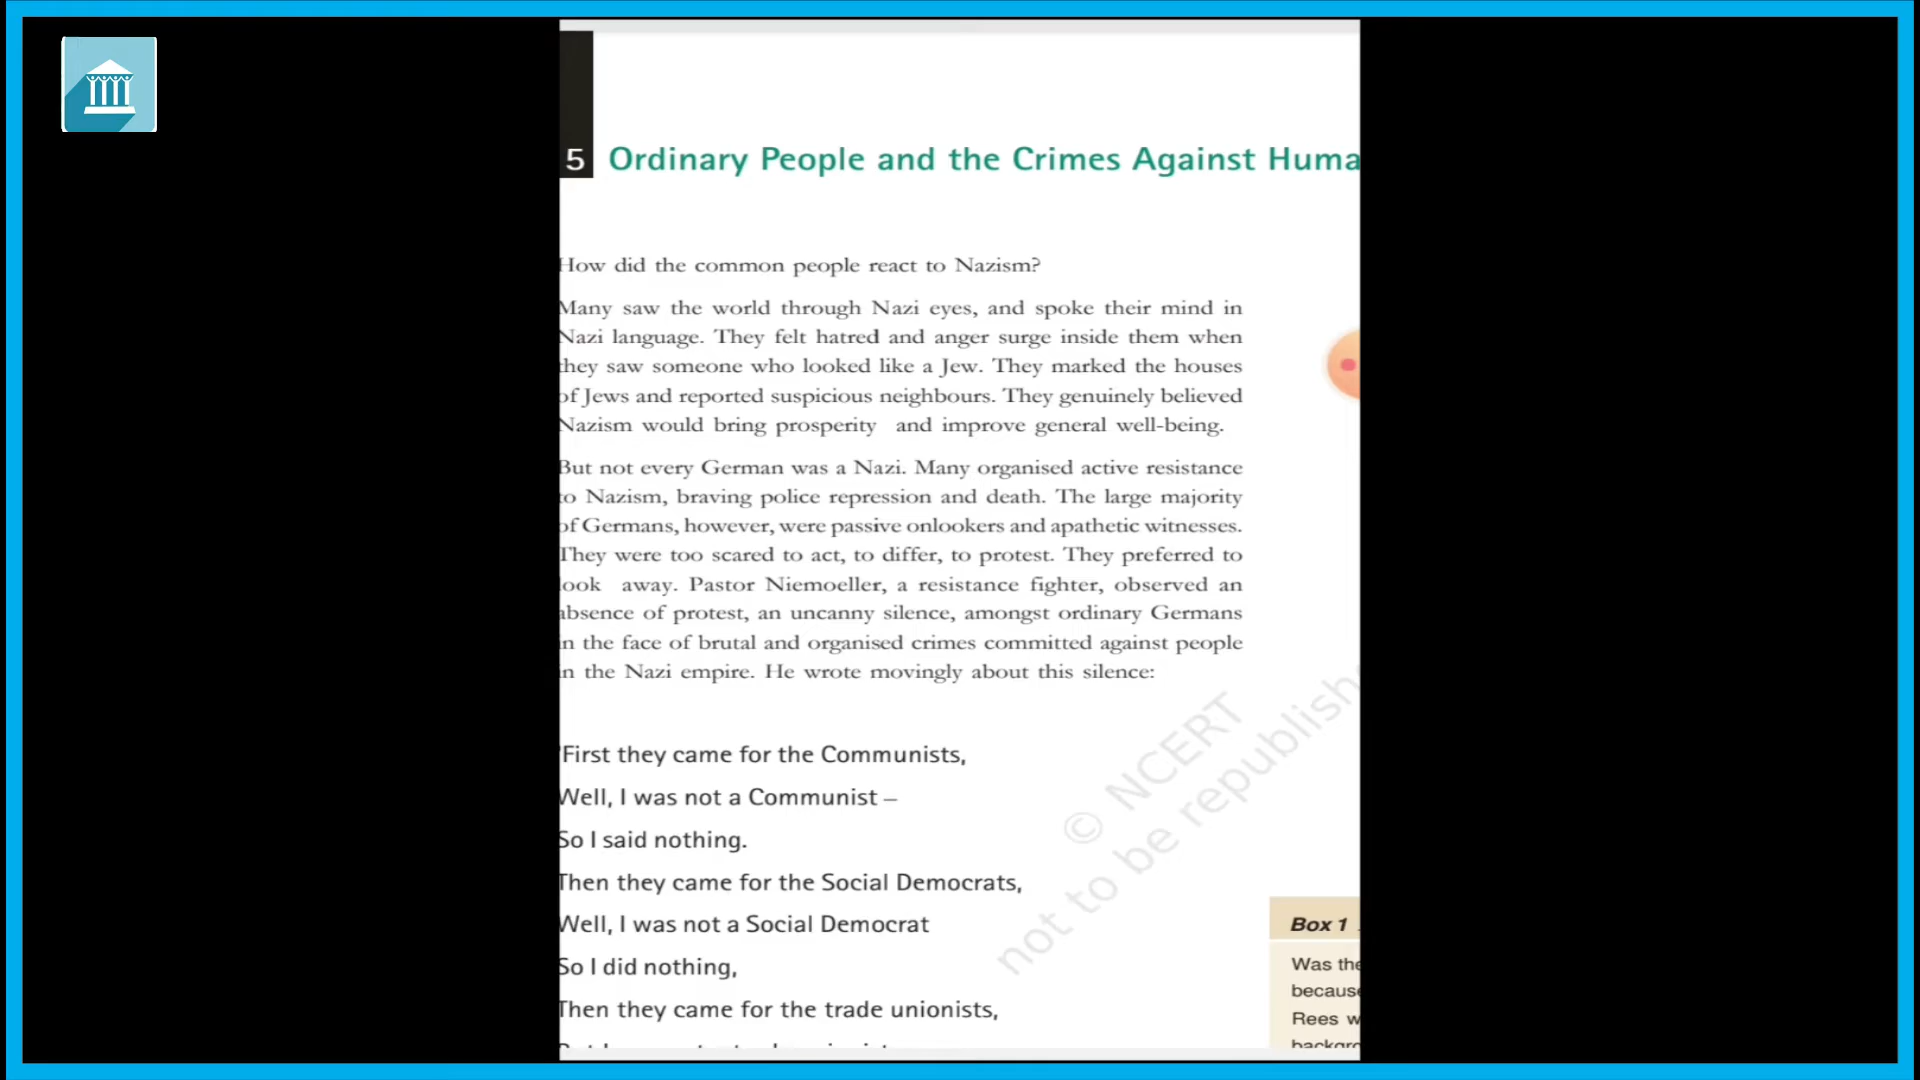 5 Ordinary People and the Crimes Against Huma
How did the common people react to Nazism?
Many saw the world through Nazi eyes, and spoke their mind in
Nazi language. They felt hatred and anger surge inside them when
they saw someone who looked like a Jew. They marked the houses
of Jews and reported suspicious neighbours. They genuinely believed
Nazism would bring prosperity and improve general well-being.
But not every German was a Nazi. Many organised active resistance
to Nazism, braving police repression and death. The large majority
of Germans, however, were passive onlookers and apathetic witnesses.
They were too scared to act, to differ, to protest. They preferred to
look away. Pastor Niemoeller, a resistance fighter, observed an
absence of protest, an uncanny silence, amongst ordinary Germans
in the face of brutal and organised crimes committed against people
in the Nazi empire. He wrote movingly about this silence:
'First they came for the Communists,
Well, I was not a Communist –
So I said nothing.
Then they came for the Social Democrats,
Well, I was not a Social Democrat
So I did nothing,
Then they came for the trade unionists,
© NCERT
not to be republish
Box 1
Was the
because
Rees w
backgro